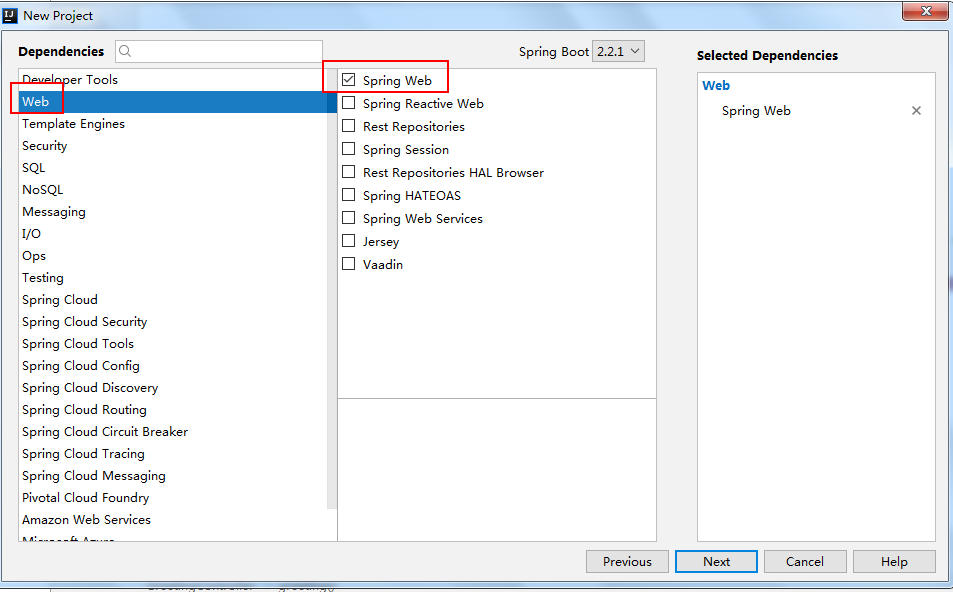 New Project
Dependencies
Spring Boot 2.2.1
Selected Dependencies
Developer Tools
Web
Template Engines
Security
SQL
NoSQL
Messaging
I/O
Ops
Testing
Spring Cloud
Spring Cloud Security
Spring Cloud Tools
Spring Cloud Config
Spring Cloud Discovery
Spring Cloud Routing
Spring Cloud Circuit Breaker
Spring Cloud Tracing
Spring Cloud Messaging
Pivotal Cloud Foundry
Amazon Web Services
Microsoft Azure
Spring Web
Spring Reactive Web
Rest Repositories
Spring Session
Rest Repositories HAL Browser
Spring HATEOAS
Spring Web Services
Jersey
Vaadin
Web
Spring Web
Previous
Next
Cancel
Help